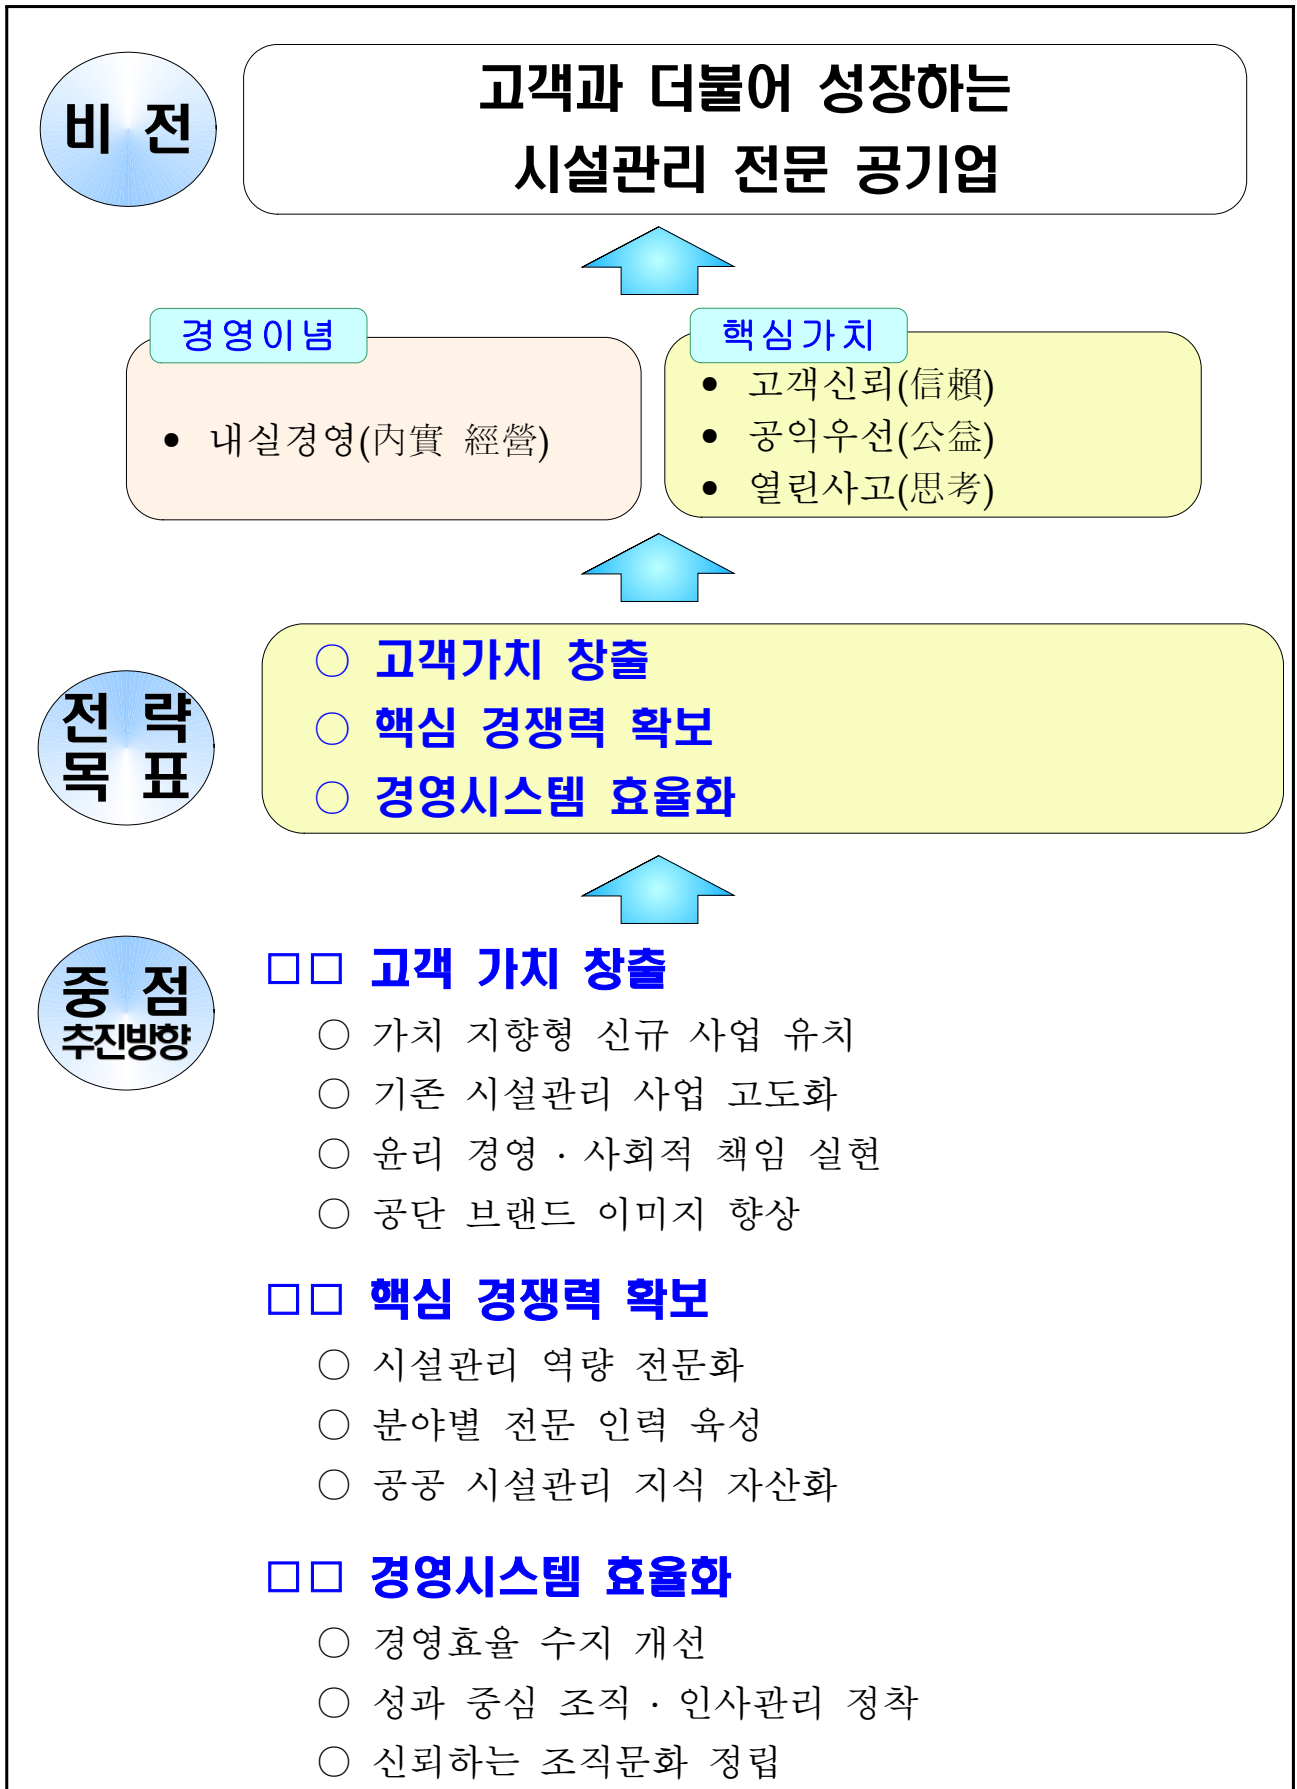 비 전
고객과 더불어 성장하는
시설관리 전문 공기업
경영이념
• 내실경영(內實 經營)
핵심가치
• 고객신뢰(信賴)
• 공익우선(公益)
• 열린사고(思考)
전 략
목 표
○ 고객가치 창출
○ 핵심 경쟁력 확보
○ 경영시스템 효율화
중 점
추진방향
□□ 고객 가치 창출
○ 가치 지향형 신규 사업 유치
○ 기존 시설관리 사업 고도화
○ 윤리 경영·사회적 책임 실현
○ 공단 브랜드 이미지 향상
□□ 핵심 경쟁력 확보
○ 시설관리 역량 전문화
○ 분야별 전문 인력 육성
○ 공공 시설관리 지식 자산화
□□ 경영시스템 효율화
○ 경영효율 수지 개선
○ 성과 중심 조직·인사관리 정착
○ 신뢰하는 조직문화 정립